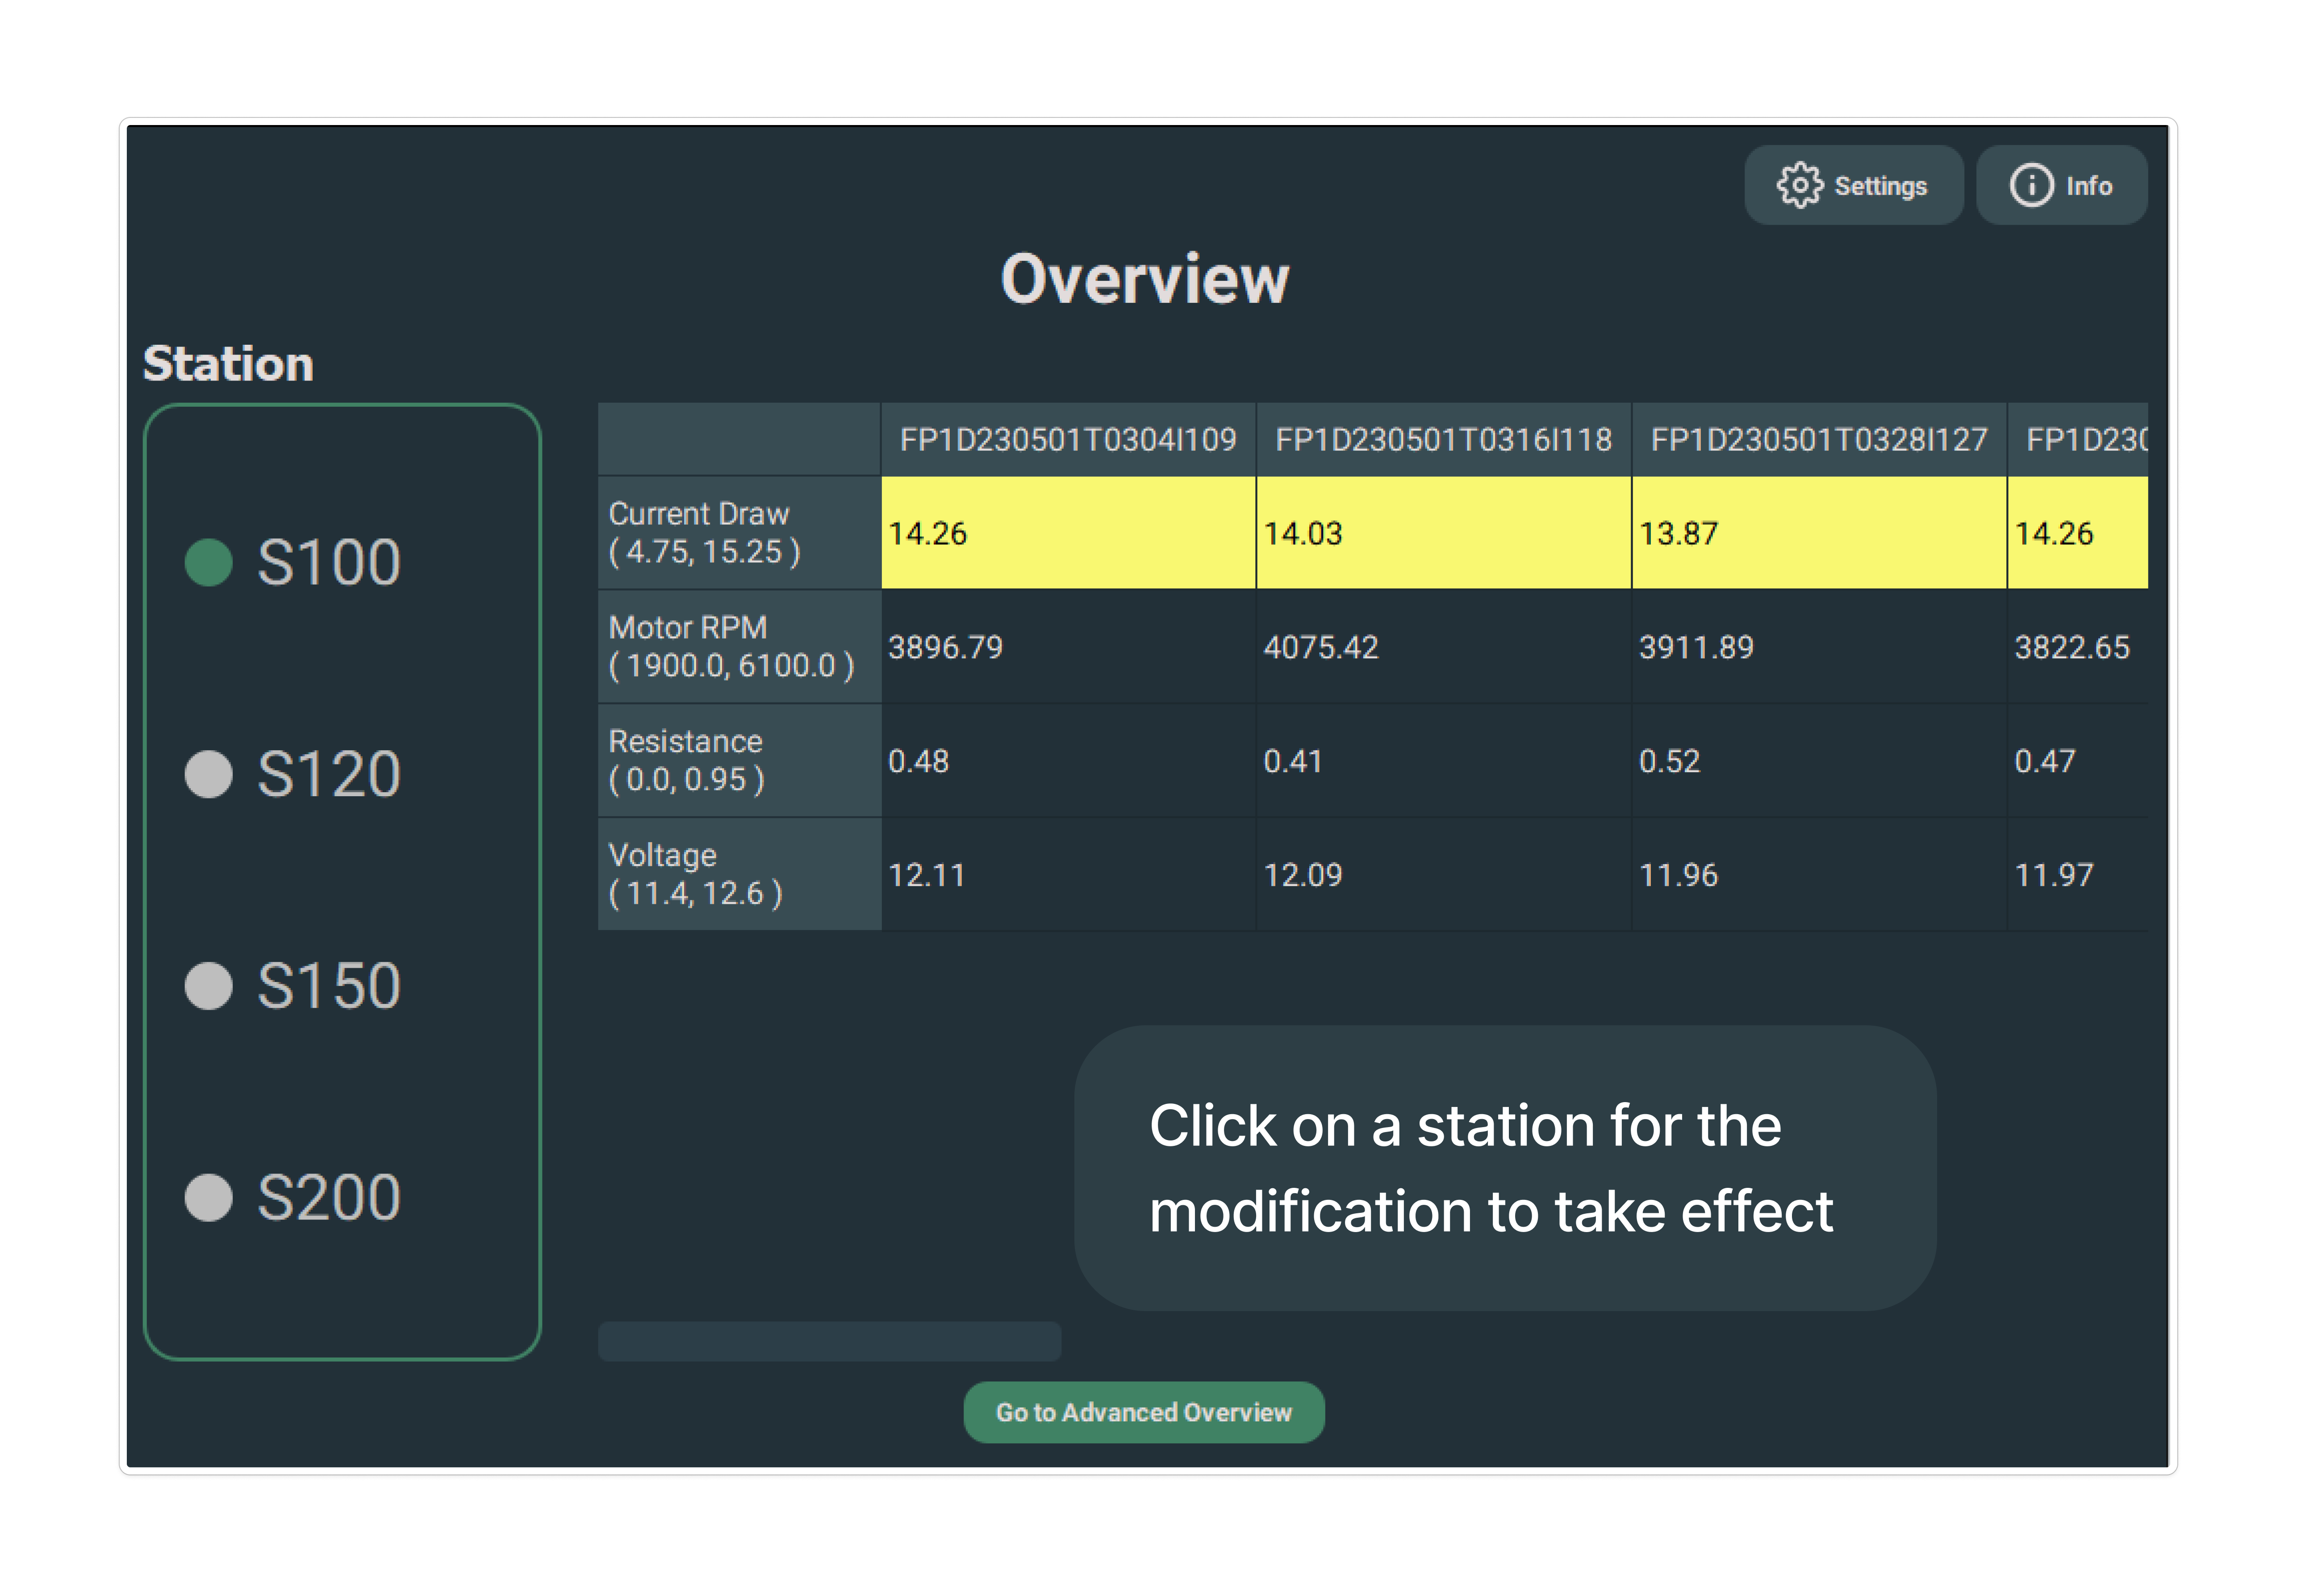 Settings
Info
Overview
Station
S100
S120
S150
S200
FP1D230501T0304I109 FP1D230501T0316I118 FP1D230501T0328I127 FP1D230
Current Draw
( 4.75, 15.25 )
14.26 14.03 13.87 14.26
Motor RPM
( 1900.0, 6100.0 )
3896.79 4075.42 3911.89 3822.65
Resistance
( 0.0, 0.95 )
0.48 0.41 0.52 0.47
Voltage
( 11.4, 12.6 )
12.11 12.09 11.96 11.97
Click on a station for the
modification to take effect
Go to Advanced Overview